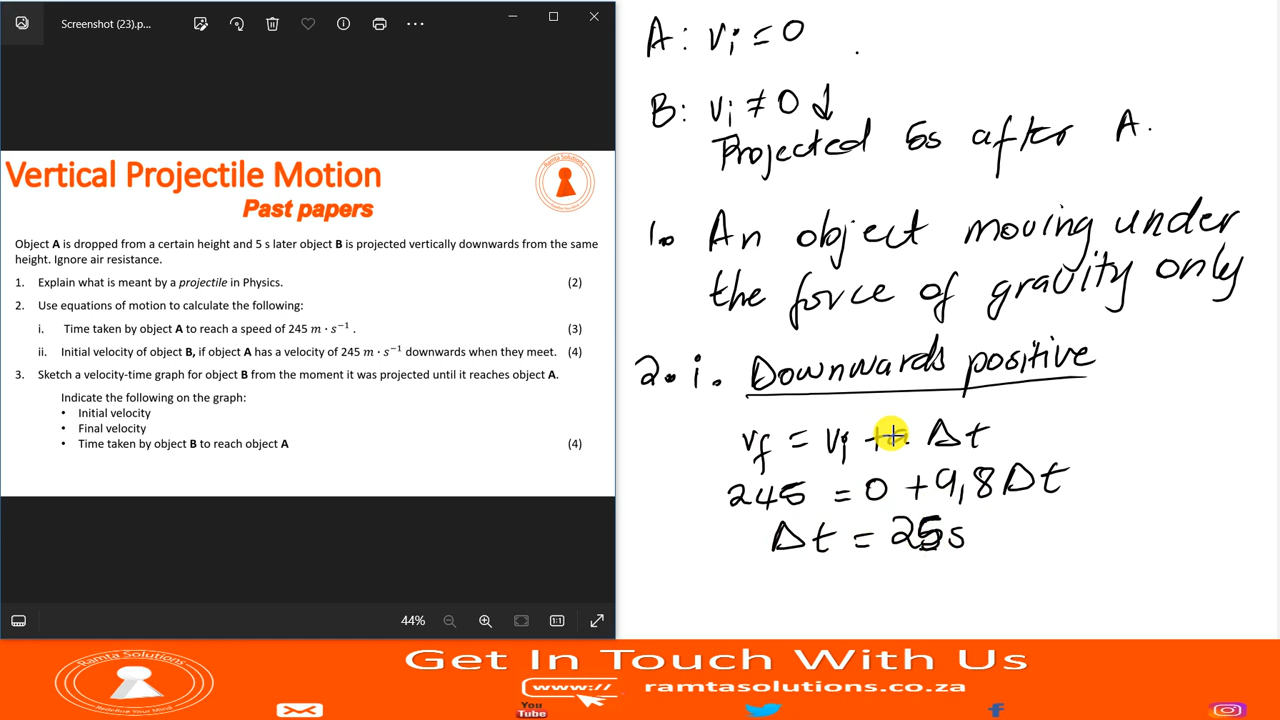 Screenshot (23).p...
Vertical Projectile Motion
Past papers
Ramta Solutions
Object A is dropped from a certain height and 5 s later object B is projected vertically downwards from the same
height. Ignore air resistance.
1. Explain what is meant by a projectile in Physics. (2)
2. Use equations of motion to calculate the following:
i. Time taken by object A to reach a speed of 245 m · s⁻¹ . (3)
ii. Initial velocity of object B, if object A has a velocity of 245 m · s⁻¹ downwards when they meet. (4)
3. Sketch a velocity-time graph for object B from the moment it was projected until it reaches object A.
Indicate the following on the graph:
• Initial velocity
• Final velocity
• Time taken by object B to reach object A (4)
44%
1:1
A: vi = 0
B: vi ≠ 0 ↓
Projected 5s after A.
1. An object moving under
the force of gravity only
2. i. Downwards positive
vf = vi + a Δt
245 = 0 + 9,8Δt
Δt = 25s
Ramta Solutions
Redefine Your Mind
Get In Touch With Us
www://
ramtasolutions.co.za
You
Tube